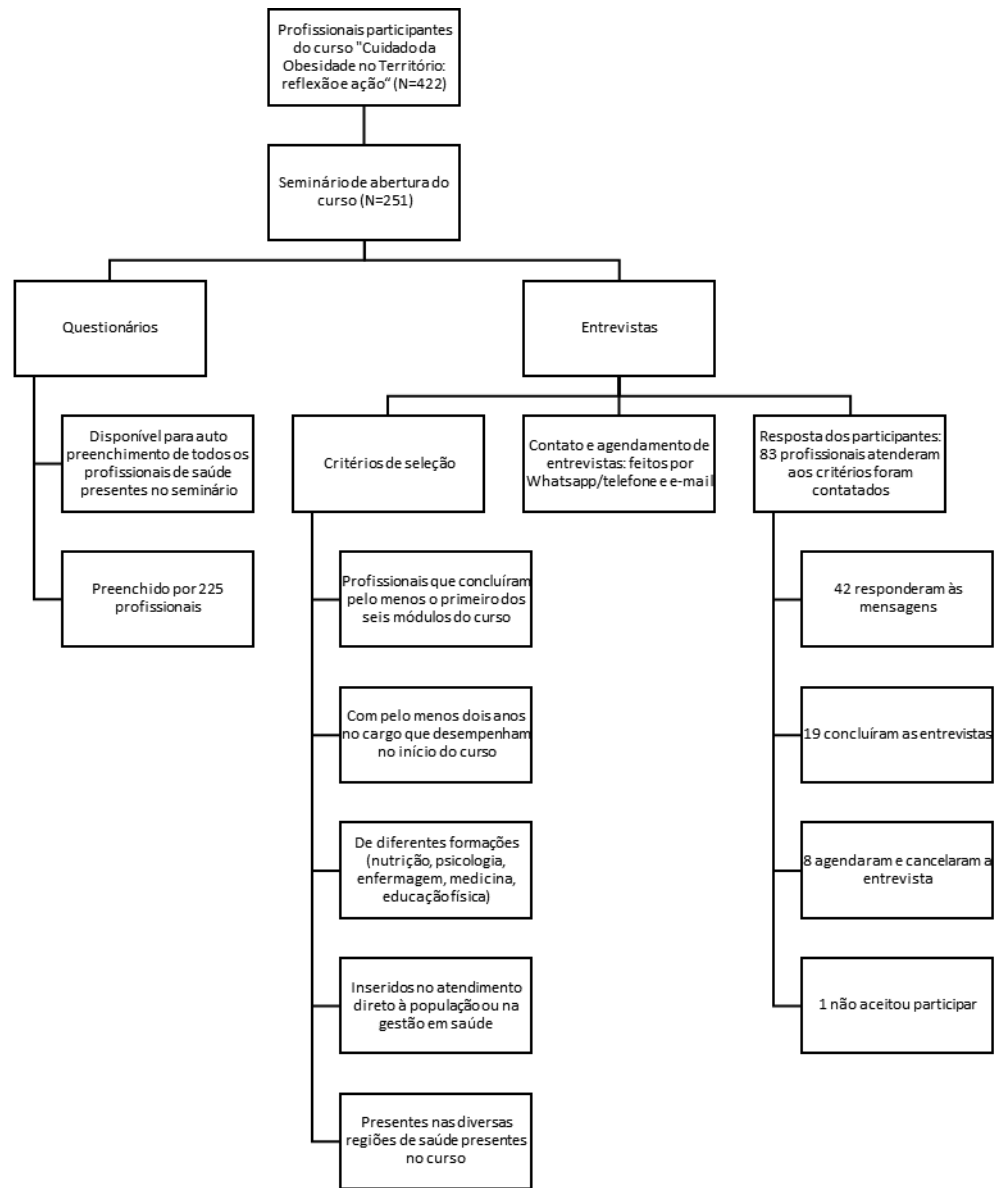 Profissionais participantes
do curso "Cuidado da
Obesidade no Território:
reflexão e ação“ (N=422)
Seminário de abertura do
curso (N=251)
Questionários
Entrevistas
Disponível para auto
preenchimento de todos os
profissionais de saúde
presentes no seminário
Preenchido por 225
profissionais
Critérios de seleção
Profissionais que concluíram
pelo menos o primeiro dos
seis módulos do curso
Com pelo menos dois anos
no cargo que desempenham
no início do curso
De diferentes formações
(nutrição, psicologia,
enfermagem, medicina,
educação física)
Inseridos no atendimento
direto à população ou na
gestão em saúde
Presentes nas diversas
regiões de saúde presentes
no curso
Contato e agendamento de
entrevistas: feitos por
Whatsapp/telefone e e-mail
Resposta dos participantes:
83 profissionais atenderam
aos critérios foram
contatados
42 responderam às
mensagens
19 concluíram as entrevistas
8 agendaram e cancelaram a
entrevista
1 não aceitou participar